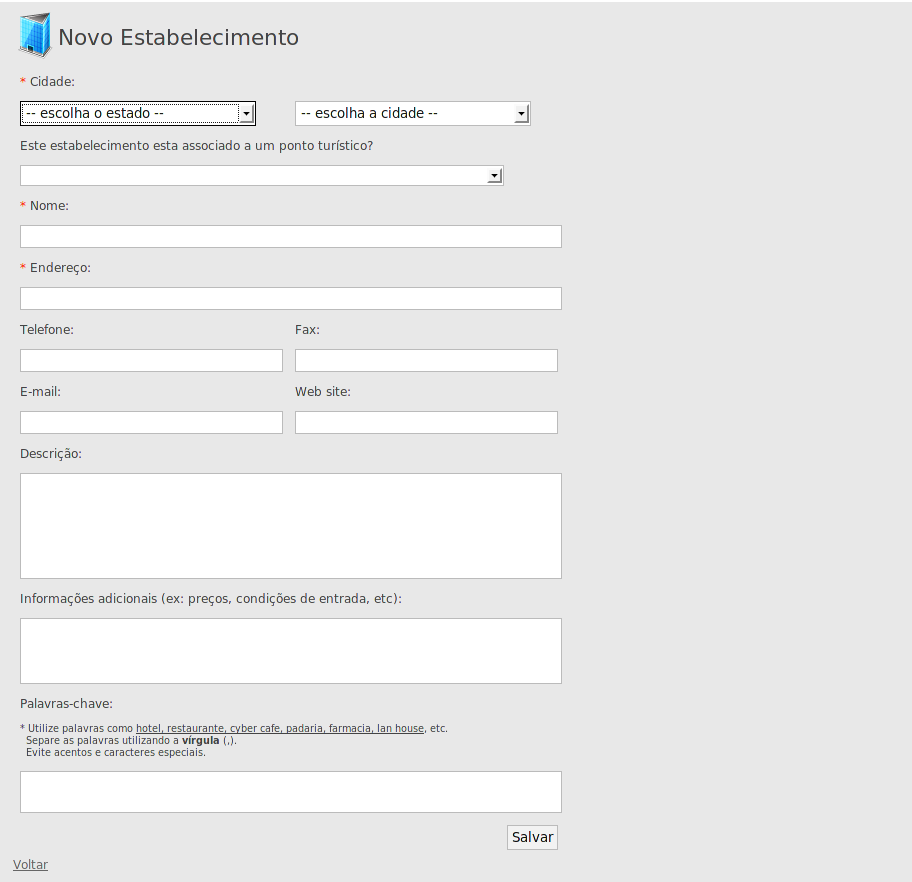 Novo Estabelecimento
* Cidade:
-- escolha o estado -- -- escolha a cidade --
Este estabelecimento esta associado a um ponto turístico?
* Nome:
* Endereço:
Telefone: Fax:
E-mail: Web site:
Descrição:
Informações adicionais (ex: preços, condições de entrada, etc):
Palavras-chave:
* Utilize palavras como hotel, restaurante, cyber cafe, padaria, farmacia, lan house, etc.
Separe as palavras utilizando a vírgula (,).
Evite acentos e caracteres especiais.
Salvar
Voltar